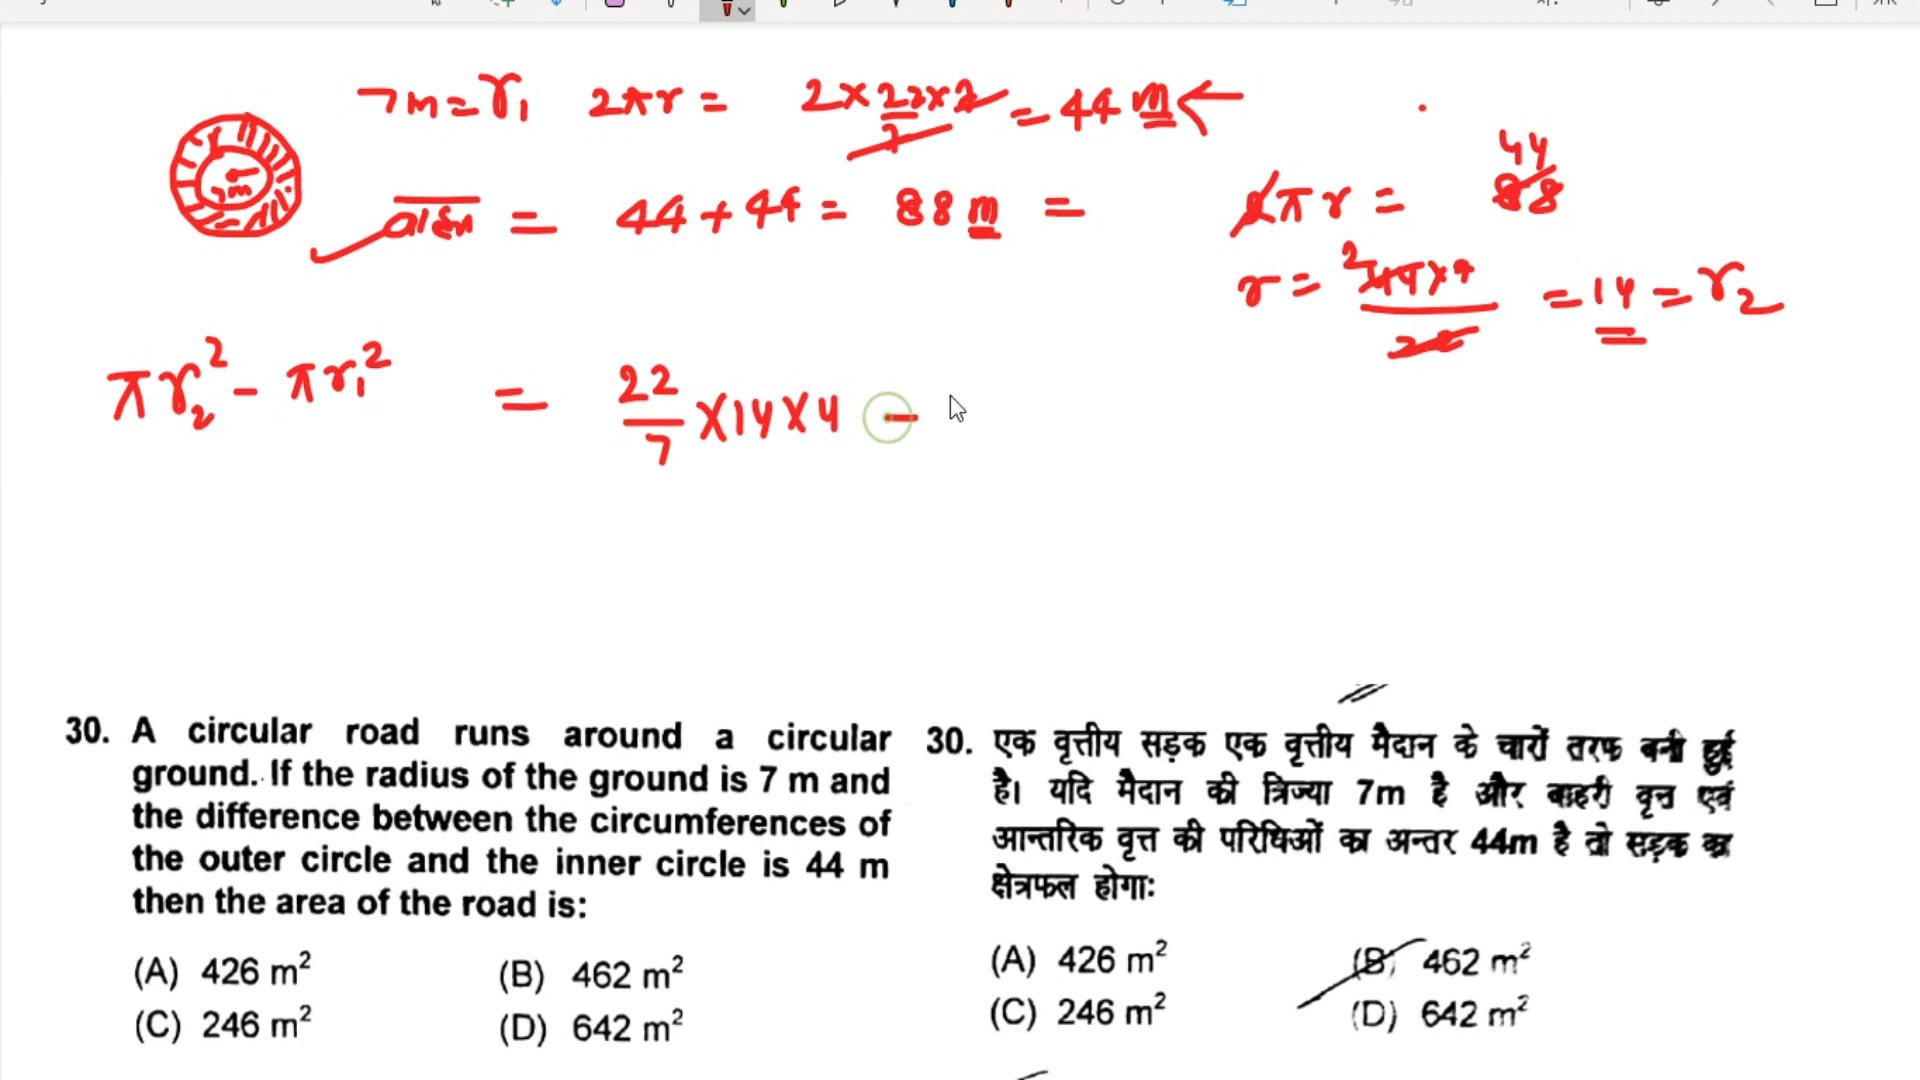 7m = r₁ 2πr = 2×22×7/7 = 44 m ←
7m
= 44 + 44 = 88 m =
2πr = 88 44
r = 2 44×7/22 = 14 = r₂
πr₂² - πr₁² = 22/7 ×14×4 -
30. A circular road runs around a circular
ground. If the radius of the ground is 7 m and
the difference between the circumferences of
the outer circle and the inner circle is 44 m
then the area of the road is:
(A) 426 m² (B) 462 m²
(C) 246 m² (D) 642 m²
30. एक वृत्तीय सड़क एक वृत्तीय मैदान के चारों तरफ बनी हुई
है। यदि मैदान की त्रिज्या 7m है और बाहरी वृत्त एवं
आन्तरिक वृत्त की परिधिओं का अन्तर 44m है तो सड़क का
क्षेत्रफल होगाः
(A) 426 m² (B) 462 m²
(C) 246 m² (D) 642 m²